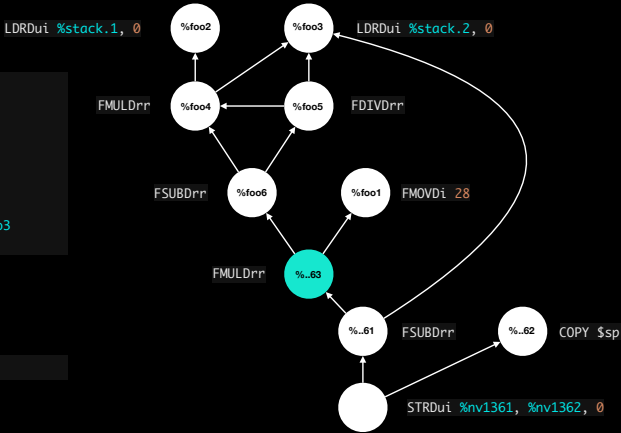 LDRDui %stack.1, 0
%foo2
%foo3
LDRDui %stack.2, 0
FMULDrr
%foo4
%foo5
FDIVDrr
FSUBDrr
%foo6
%foo1
FMOVDi 28
o3
FMULDrr
%..63
%..61
FSUBDrr
%..62
COPY $sp
STRDui %nv1361, %nv1362, 0